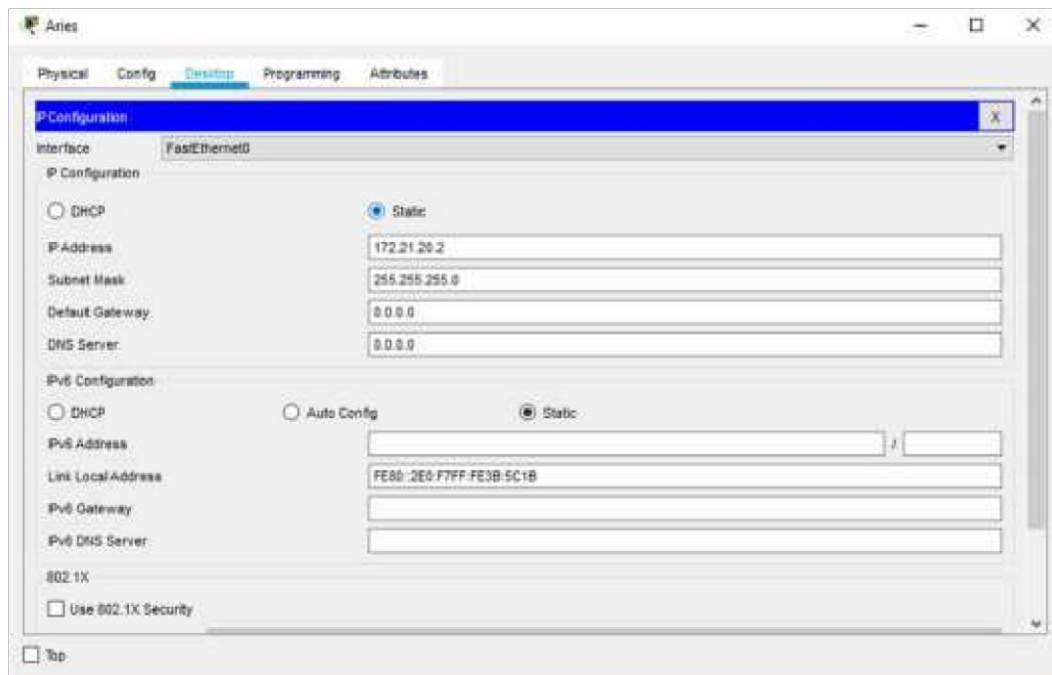 Aries
Physical Config Desktop Programming Attributes
IP Configuration X
Interface FastEthernet0
IP Configuration
DHCP Static
IP Address 172.21.20.2
Subnet Mask 255.255.255.0
Default Gateway 0.0.0.0
DNS Server 0.0.0.0
IPv6 Configuration
DHCP Auto Config Static
IPv6 Address /
Link Local Address FE80::2E0:F7FF:FE3B:5C1B
IPv6 Gateway
IPv6 DNS Server
802.1X
Use 802.1X Security
Top